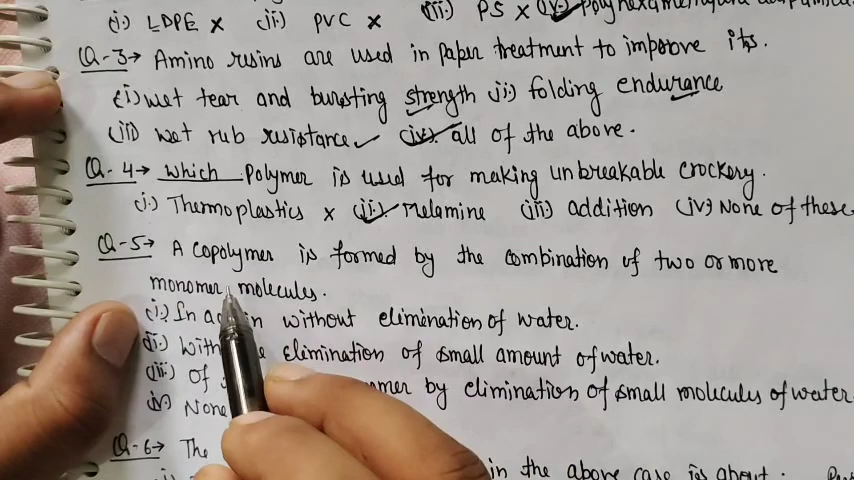 (i.) LDPE × (ii) PVC × (iii) PS × (iv)
Q-3→ Amino resins are used in Paper treatment to improve its.
(i) wet tear and bursting strength (ii) folding endurance
(iii) wet rub resistance ✓ (iv). all of the above.
Q-4→ which Polymer is used for making unbreakable crockery.
(i.) Thermoplastics × (ii.) Melamine (iii) addition (iv) None of these
Q-5→ A copolymer is formed by the combination of two or more
monomer molecules.
(i.) In without elimination of water.
(ii.) elimination of small amount of water.
(iii) of by elimination of small molecules of water
(iv) None
Q-6→ The
in the above case is about.